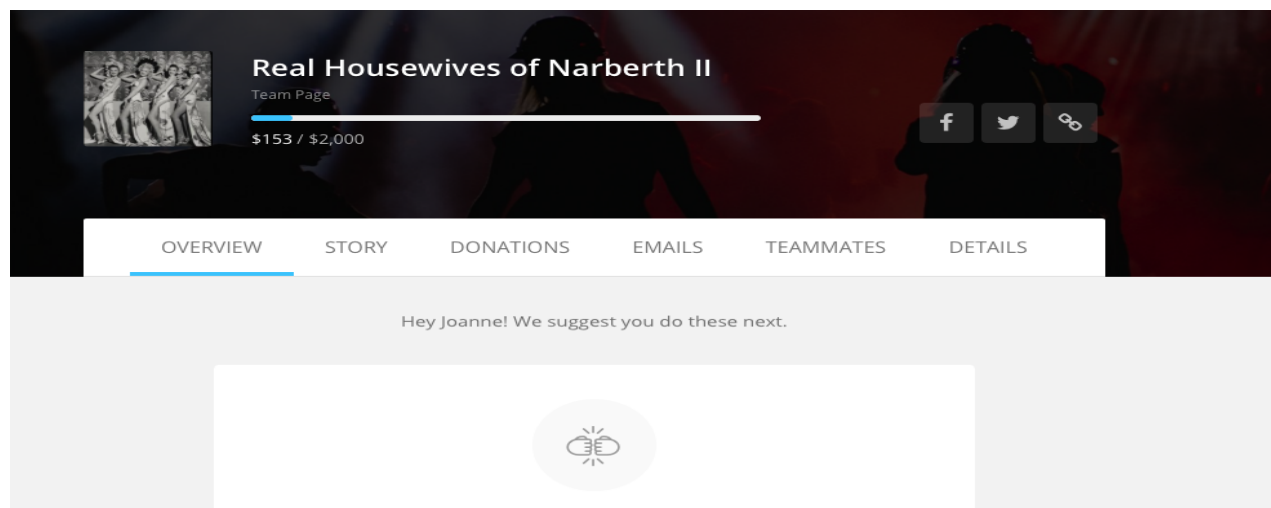 Real Housewives of Narberth II
Team Page
$153 / $2,000
OVERVIEW STORY DONATIONS EMAILS TEAMMATES DETAILS
Hey Joanne! We suggest you do these next.